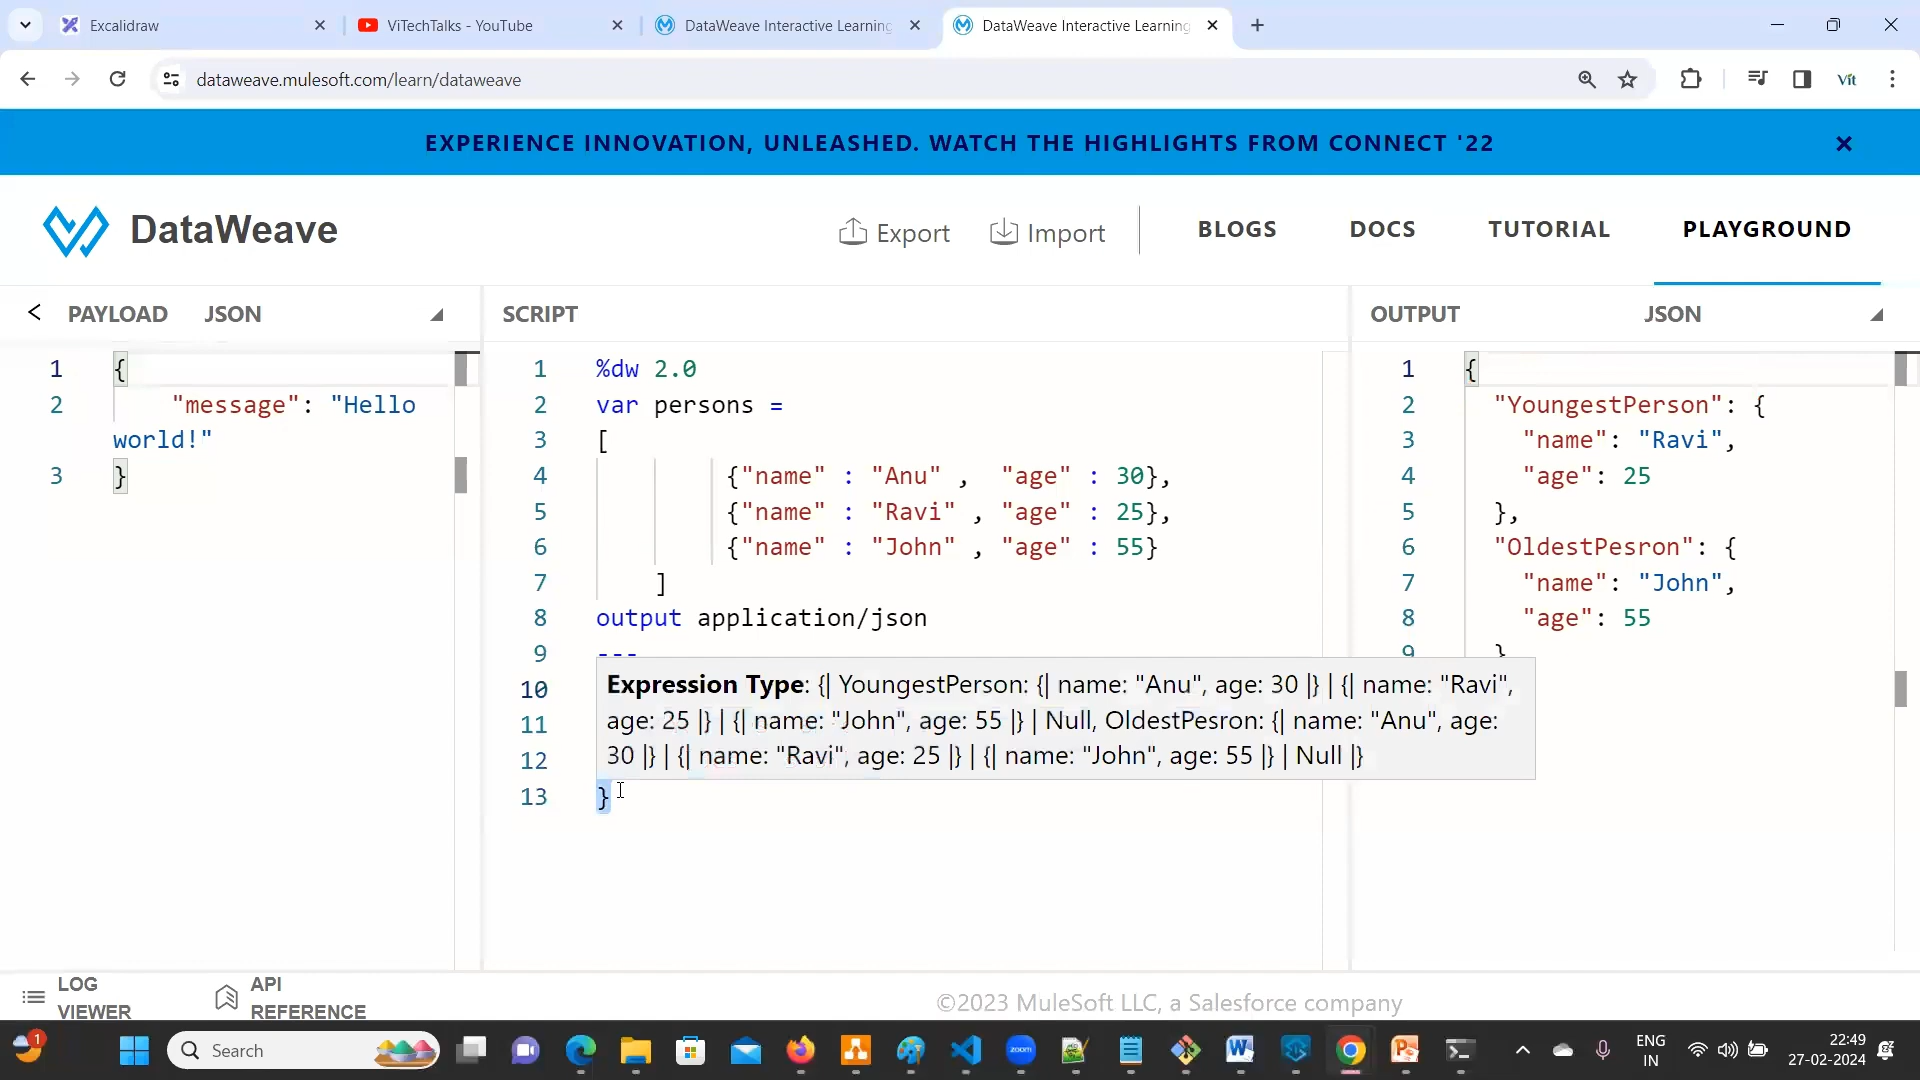 Excalidraw
ViTechTalks - YouTube
DataWeave Interactive Learning
DataWeave Interactive Learning
dataweave.mulesoft.com/learn/dataweave
Vit
EXPERIENCE INNOVATION, UNLEASHED. WATCH THE HIGHLIGHTS FROM CONNECT '22
DataWeave
Export
Import
BLOGS
DOCS
TUTORIAL
PLAYGROUND
PAYLOAD JSON
1 {
2 "message": "Hello
world!"
3 }
SCRIPT
1 %dw 2.0
2 var persons =
3 [
4 {"name" : "Anu" , "age" : 30},
5 {"name" : "Ravi" , "age" : 25},
6 {"name" : "John" , "age" : 55}
7 ]
8 output application/json
9 ---
10
11
12
13 }
Expression Type: {| YoungestPerson: {| name: "Anu", age: 30 |} | {| name: "Ravi",
age: 25 |} | {| name: "John", age: 55 |} | Null, OldestPesron: {| name: "Anu", age:
30 |} | {| name: "Ravi", age: 25 |} | {| name: "John", age: 55 |} | Null |}
OUTPUT JSON
1 {
2 "YoungestPerson": {
3 "name": "Ravi",
4 "age": 25
5 },
6 "OldestPesron": {
7 "name": "John",
8 "age": 55
9 }
LOG
VIEWER
API
REFERENCE
©2023 MuleSoft LLC, a Salesforce company
1
Search
zoom
ENG
IN
22:49
27-02-2024